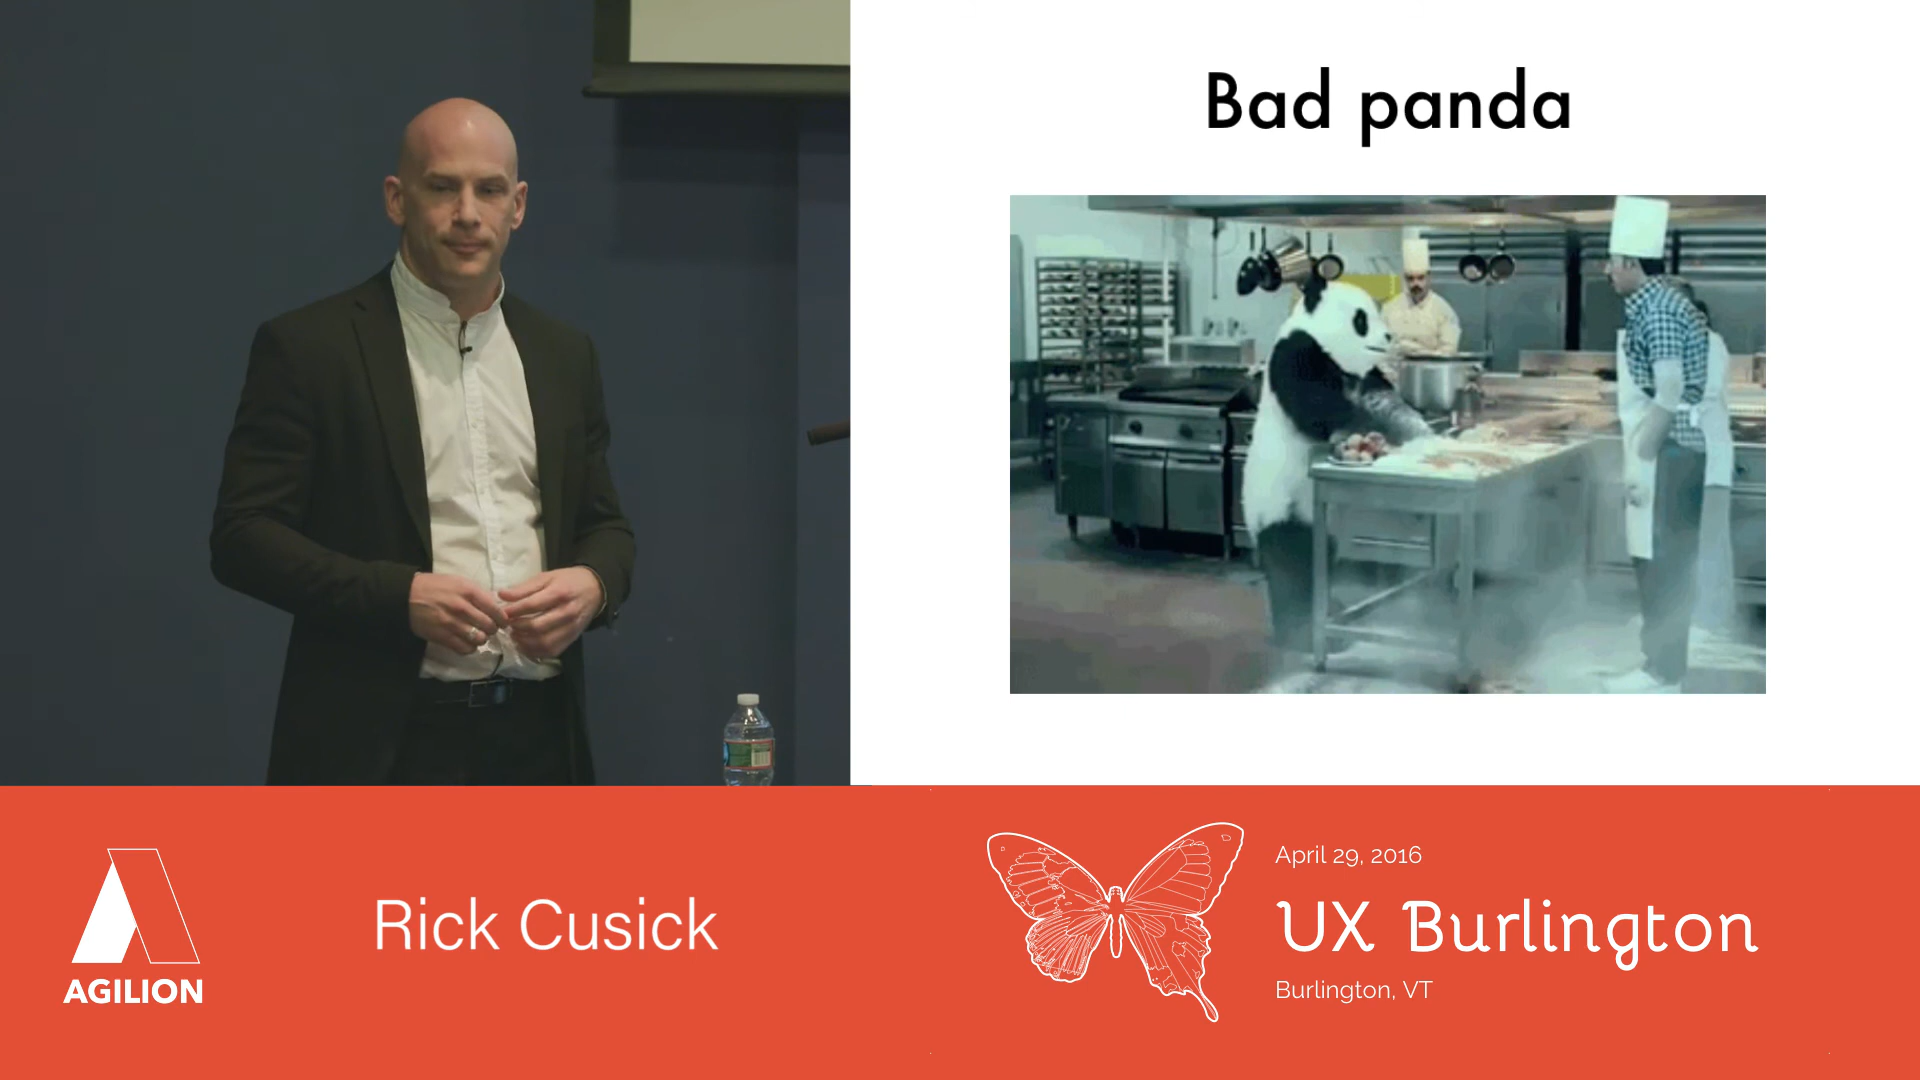 Bad panda
AGILION
Rick Cusick
April 29, 2016
UX Burlington
Burlington, VT